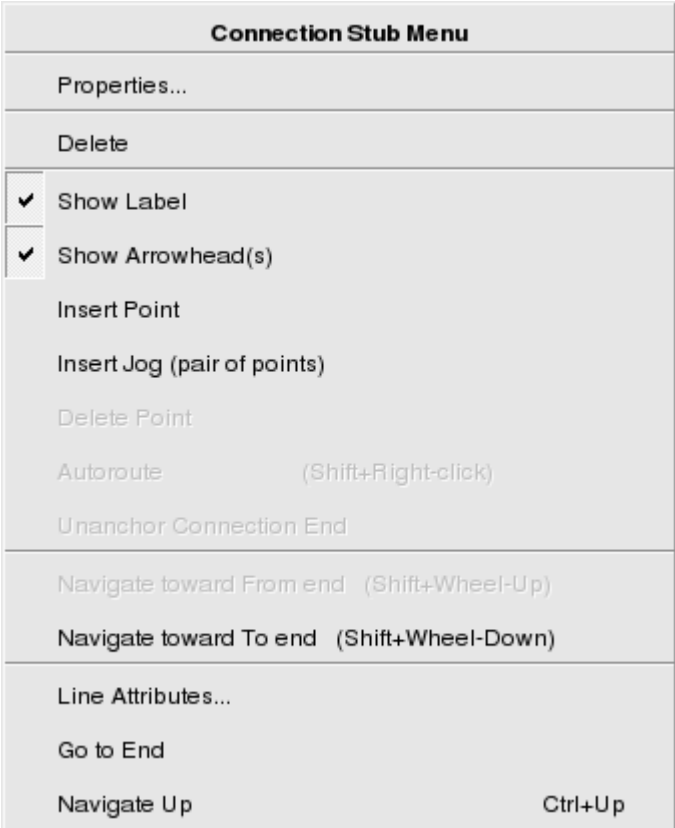 Connection Stub Menu
Properties...
Delete
Show Label
Show Arrowhead(s)
Insert Point
Insert Jog (pair of points)
Delete Point
Autoroute (Shift+Right-click)
Unanchor Connection End
Navigate toward From end (Shift+Wheel-Up)
Navigate toward To end (Shift+Wheel-Down)
Line Attributes...
Go to End
Navigate Up Ctrl+Up